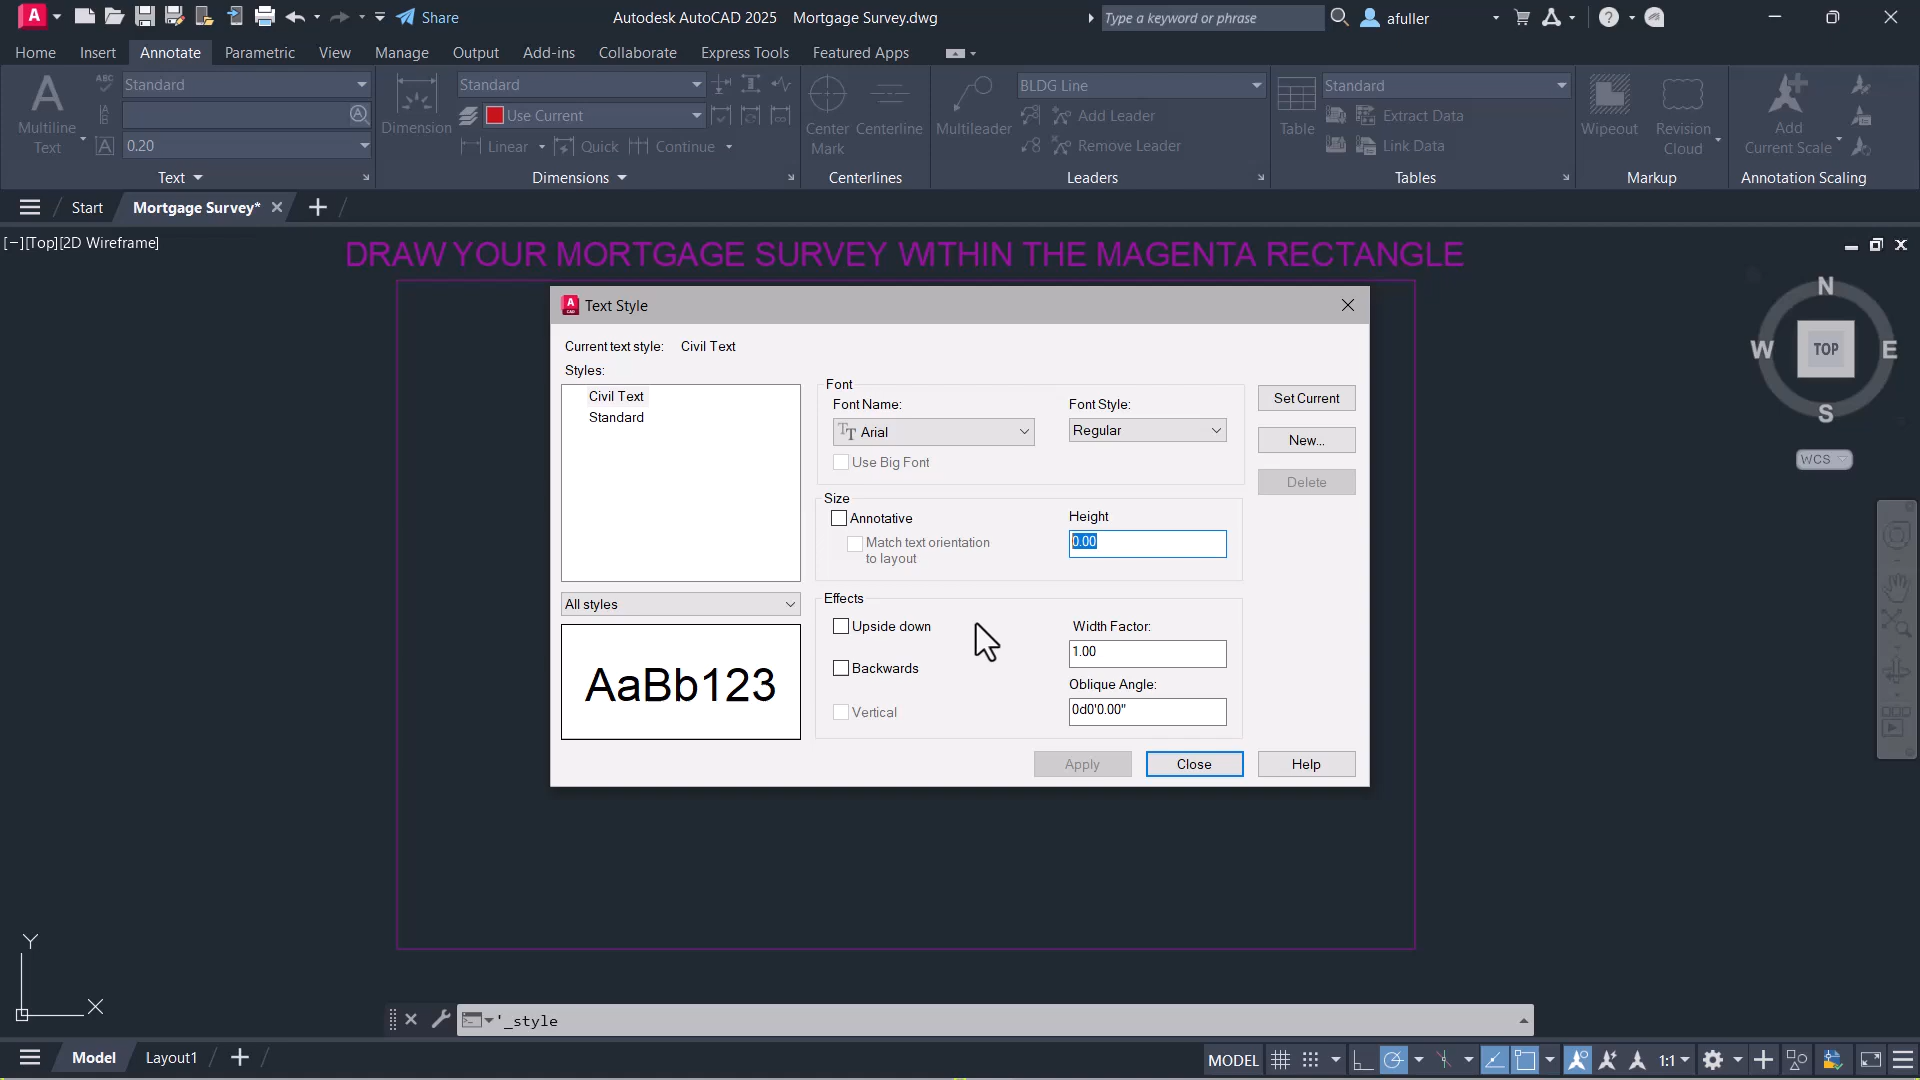 Share
Autodesk AutoCAD 2025 Mortgage Survey.dwg
Type a keyword or phrase
afuller
Home Insert Annotate Parametric View Manage Output Add-ins Collaborate Express Tools Featured Apps
Standard
0.20
Multiline
Text
Text
Dimension
Standard
Use Current
Linear Quick Continue
Dimensions
Center
Mark
Centerline
Centerlines
Multileader
BLDG Line
Add Leader
Remove Leader
Leaders
Table
Standard
Extract Data
Link Data
Tables
Wipeout
Revision
Cloud
Markup
Add
Current Scale
Annotation Scaling
Start Mortgage Survey*
[−][Top][2D Wireframe]
DRAW YOUR MORTGAGE SURVEY WITHIN THE MAGENTA RECTANGLE
N
W TOP E
S
WCS
Text Style
Current text style: Civil Text
Styles:
Civil Text
Standard
All styles
AaBb123
Font
Font Name:
Arial
Use Big Font
Font Style:
Regular
Size
Annotative
Match text orientation
to layout
Height
0.00
Effects
Upside down
Backwards
Vertical
Width Factor:
1.00
Oblique Angle:
0d0'0.00"
Set Current
New...
Delete
Apply Close Help
Y
X
'_style
Model Layout1
MODEL
1:1